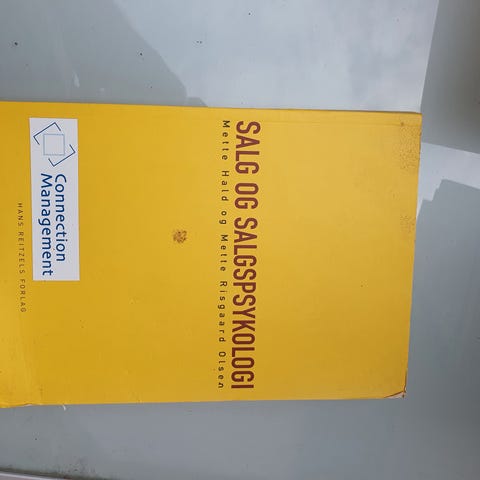 SALG OG SALGSPSYKOLOGI
Mette Hald og Mette Risgaard Olsen
Connection
Management
HANS REITZELS FORLAG